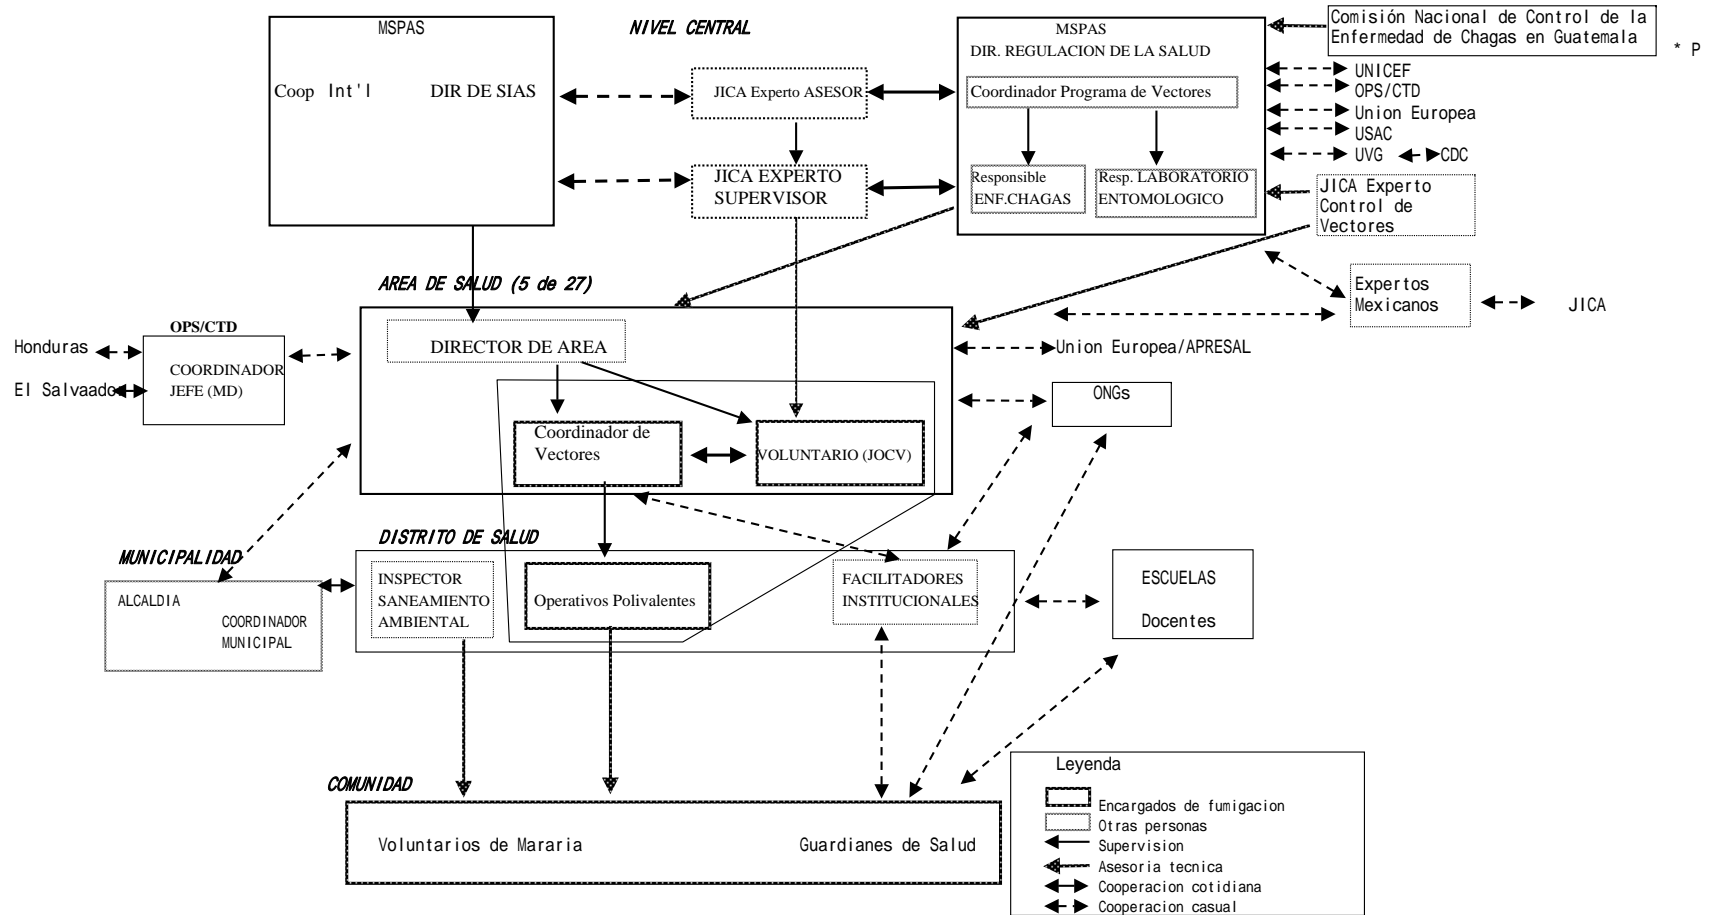 MSPAS
NIVEL CENTRAL
MSPAS
DIR. REGULACION DE LA SALUD
Comisión Nacional de Control de la
Enfermedad de Chagas en Guatemala
* P
Coop Int'l
DIR DE SIAS
JICA Experto ASESOR
Coordinador Programa de Vectores
UNICEF
OPS/CTD
Union Europea
USAC
UVG
CDC
JICA EXPERTO
SUPERVISOR
Responsible
ENF.CHAGAS
Resp. LABORATORIO
ENTOMOLOGICO
JICA Experto
Control de
Vectores
AREA DE SALUD (5 de 27)
Expertos
Mexicanos
JICA
OPS/CTD
Honduras
El Salvaado
COORDINADOR
JEFE (MD)
DIRECTOR DE AREA
Union Europea/APRESAL
ONGs
Coordinador de
Vectores
VOLUNTARIO (JOCV)
DISTRITO DE SALUD
MUNICIPALIDAD
ALCALDIA
COORDINADOR
MUNICIPAL
INSPECTOR
SANEAMIENTO
AMBIENTAL
Operativos Polivalentes
FACILITADORES
INSTITUCIONALES
ESCUELAS
Docentes
COMUNIDAD
Voluntarios de Mararia
Guardianes de Salud
Leyenda
Encargados de fumigacion
Otras personas
Supervision
Asesoria tecnica
Cooperacion cotidiana
Cooperacion casual